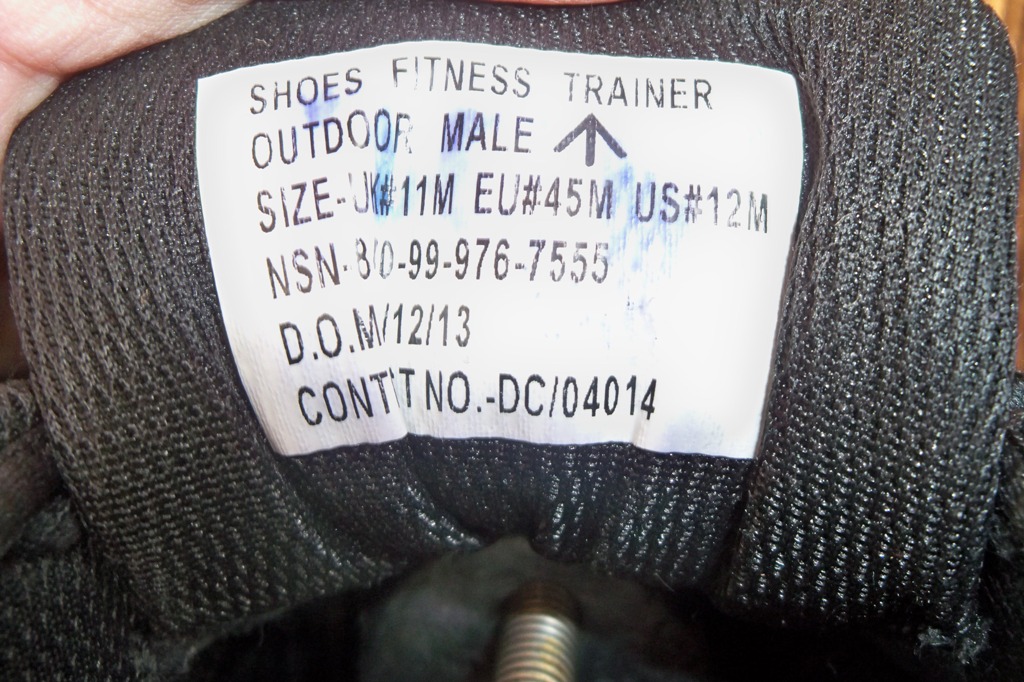 SHOES FITNESS TRAINER
OUTDOOR MALE
SIZE-UK#11M EU#45M US#12M
NSN-8/0-99-976-7555
D.O.M/12/13
CONT'T NO.-DC/04014